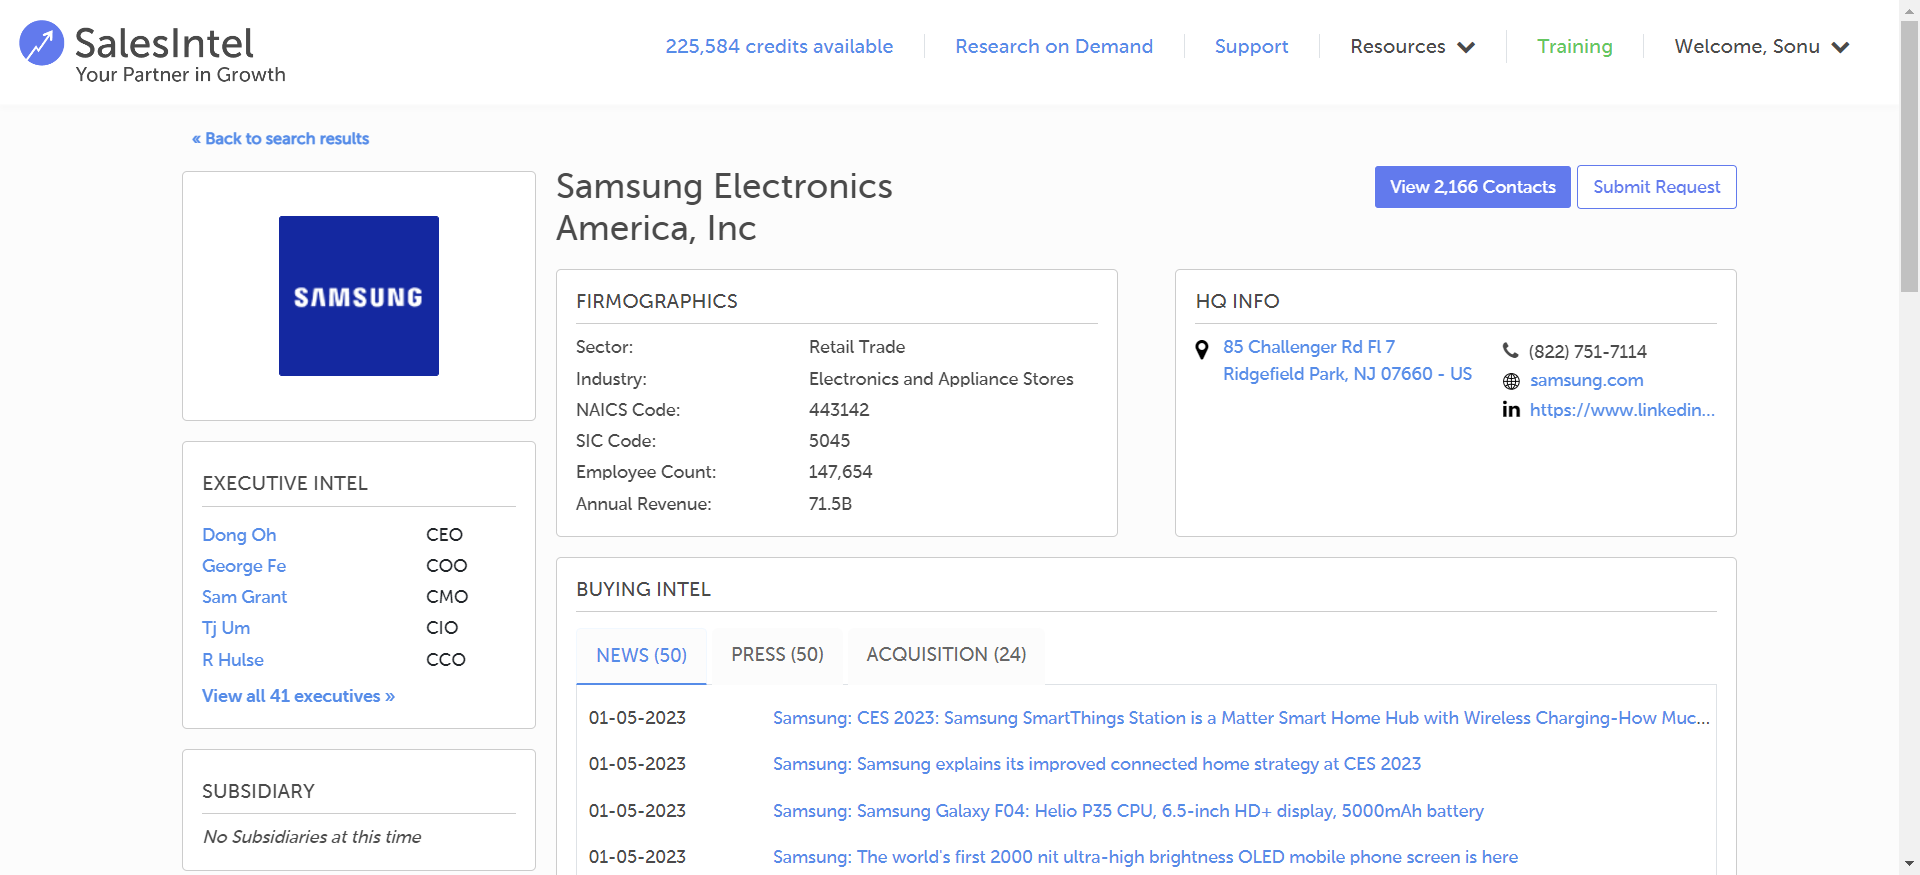 SalesIntel
Your Partner in Growth
225,584 credits available
Research on Demand
Support
Resources
Training
Welcome, Sonu
« Back to search results
SAMSUNG
Samsung Electronics
America, Inc
View 2,166 Contacts
Submit Request
FIRMOGRAPHICS
Sector: Retail Trade
Industry: Electronics and Appliance Stores
NAICS Code: 443142
SIC Code: 5045
Employee Count: 147,654
Annual Revenue: 71.5B
HQ INFO
85 Challenger Rd Fl 7
Ridgefield Park, NJ 07660 - US
(822) 751-7114
samsung.com
in https://www.linkedin...
EXECUTIVE INTEL
Dong Oh CEO
George Fe COO
Sam Grant CMO
Tj Um CIO
R Hulse CCO
View all 41 executives »
SUBSIDIARY
No Subsidiaries at this time
BUYING INTEL
NEWS (50)
PRESS (50)
ACQUISITION (24)
01-05-2023 Samsung: CES 2023: Samsung SmartThings Station is a Matter Smart Home Hub with Wireless Charging-How Muc...
01-05-2023 Samsung: Samsung explains its improved connected home strategy at CES 2023
01-05-2023 Samsung: Samsung Galaxy F04: Helio P35 CPU, 6.5-inch HD+ display, 5000mAh battery
01-05-2023 Samsung: The world's first 2000 nit ultra-high brightness OLED mobile phone screen is here